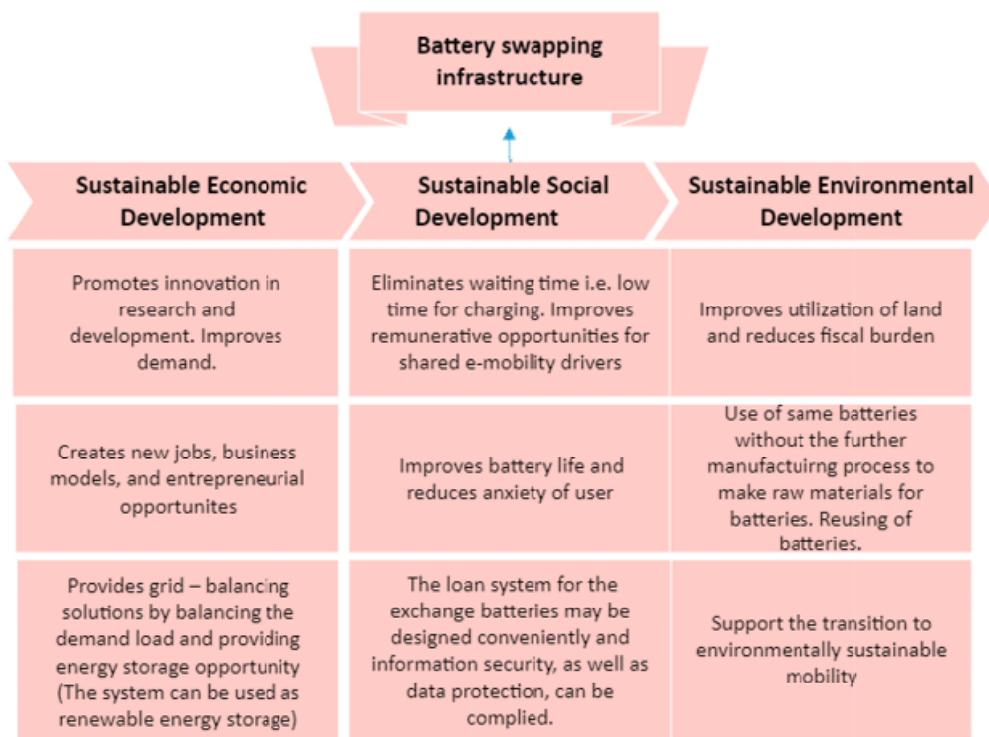 Battery swapping
infrastructure
Sustainable Economic
Development
Sustainable Social
Development
Sustainable Environmental
Development
Promotes innovation in
research and
development. Improves
demand.
Eliminates waiting time i.e. low
time for charging. Improves
remunerative opportunities for
shared e-mobility drivers
Improves utilization of land
and reduces fiscal burden
Creates new jobs, business
models, and entrepreneurial
opportunites
Improves battery life and
reduces anxiety of user
Use of same batteries
without the further
manufactuirng process to
make raw materials for
batteries. Reusing of
batteries.
Provides grid – balancing
solutions by balancing the
demand load and providing
energy storage opportunity
(The system can be used as
renewable energy storage)
The loan system for the
exchange batteries may be
designed conveniently and
information security, as well as
data protection, can be
complied.
Support the transition to
environmentally sustainable
mobility